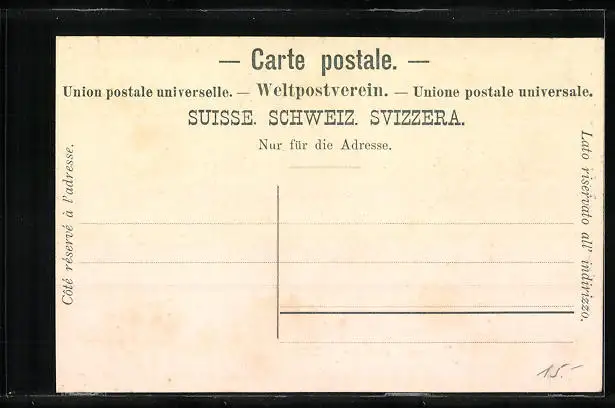 — Carte postale. —
Union postale universelle. — Weltpostverein. — Unione postale universale.
SUISSE. SCHWEIZ. SVIZZERA.
Nur für die Adresse.
Côté réservé à l'adresse.
Lato riservato all' indirizzo.
15.-